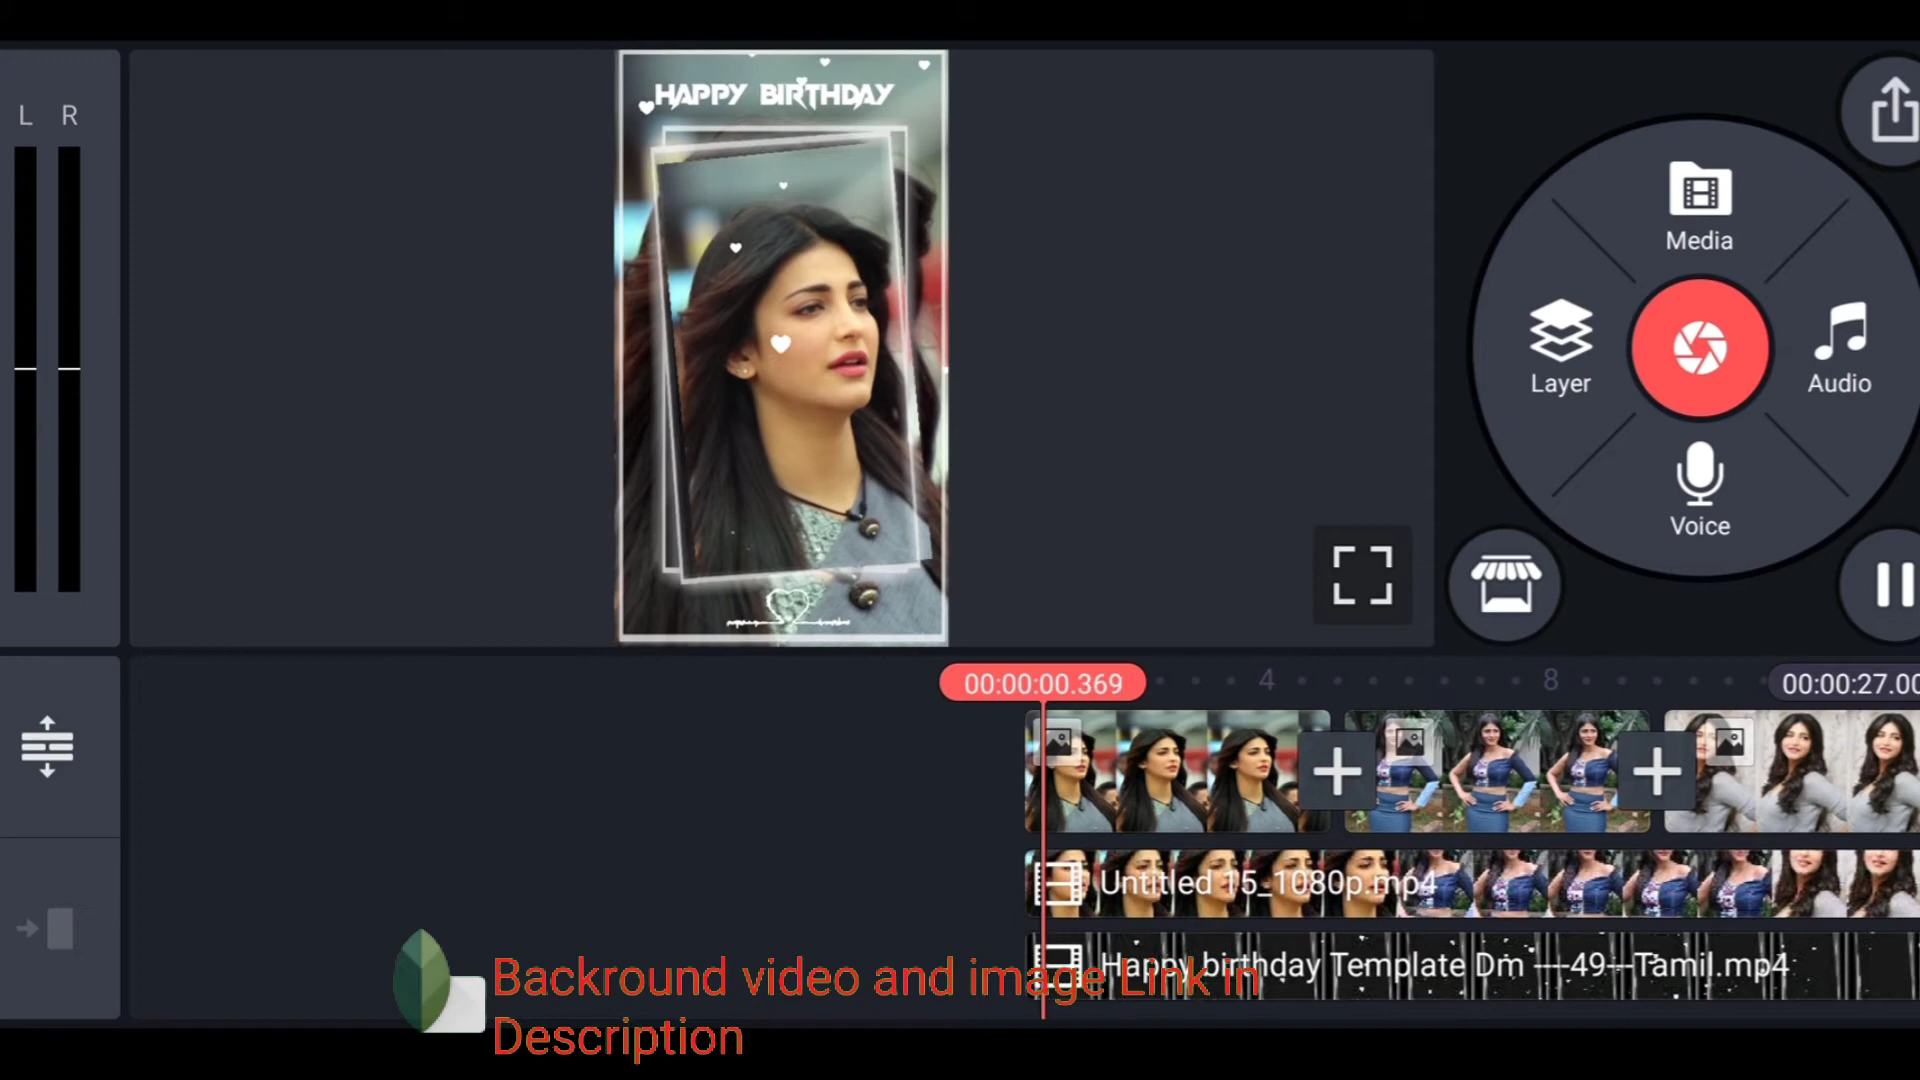 HAPPY BIRTHDAY
L R
Media
Layer
Audio
Voice
00:00:00.369
4
8
00:00:27.00
Untitled 15_1080p.mp4
Happy birthday Template Dm ----49---Tamil.mp4
Backround video and image Link in
Description